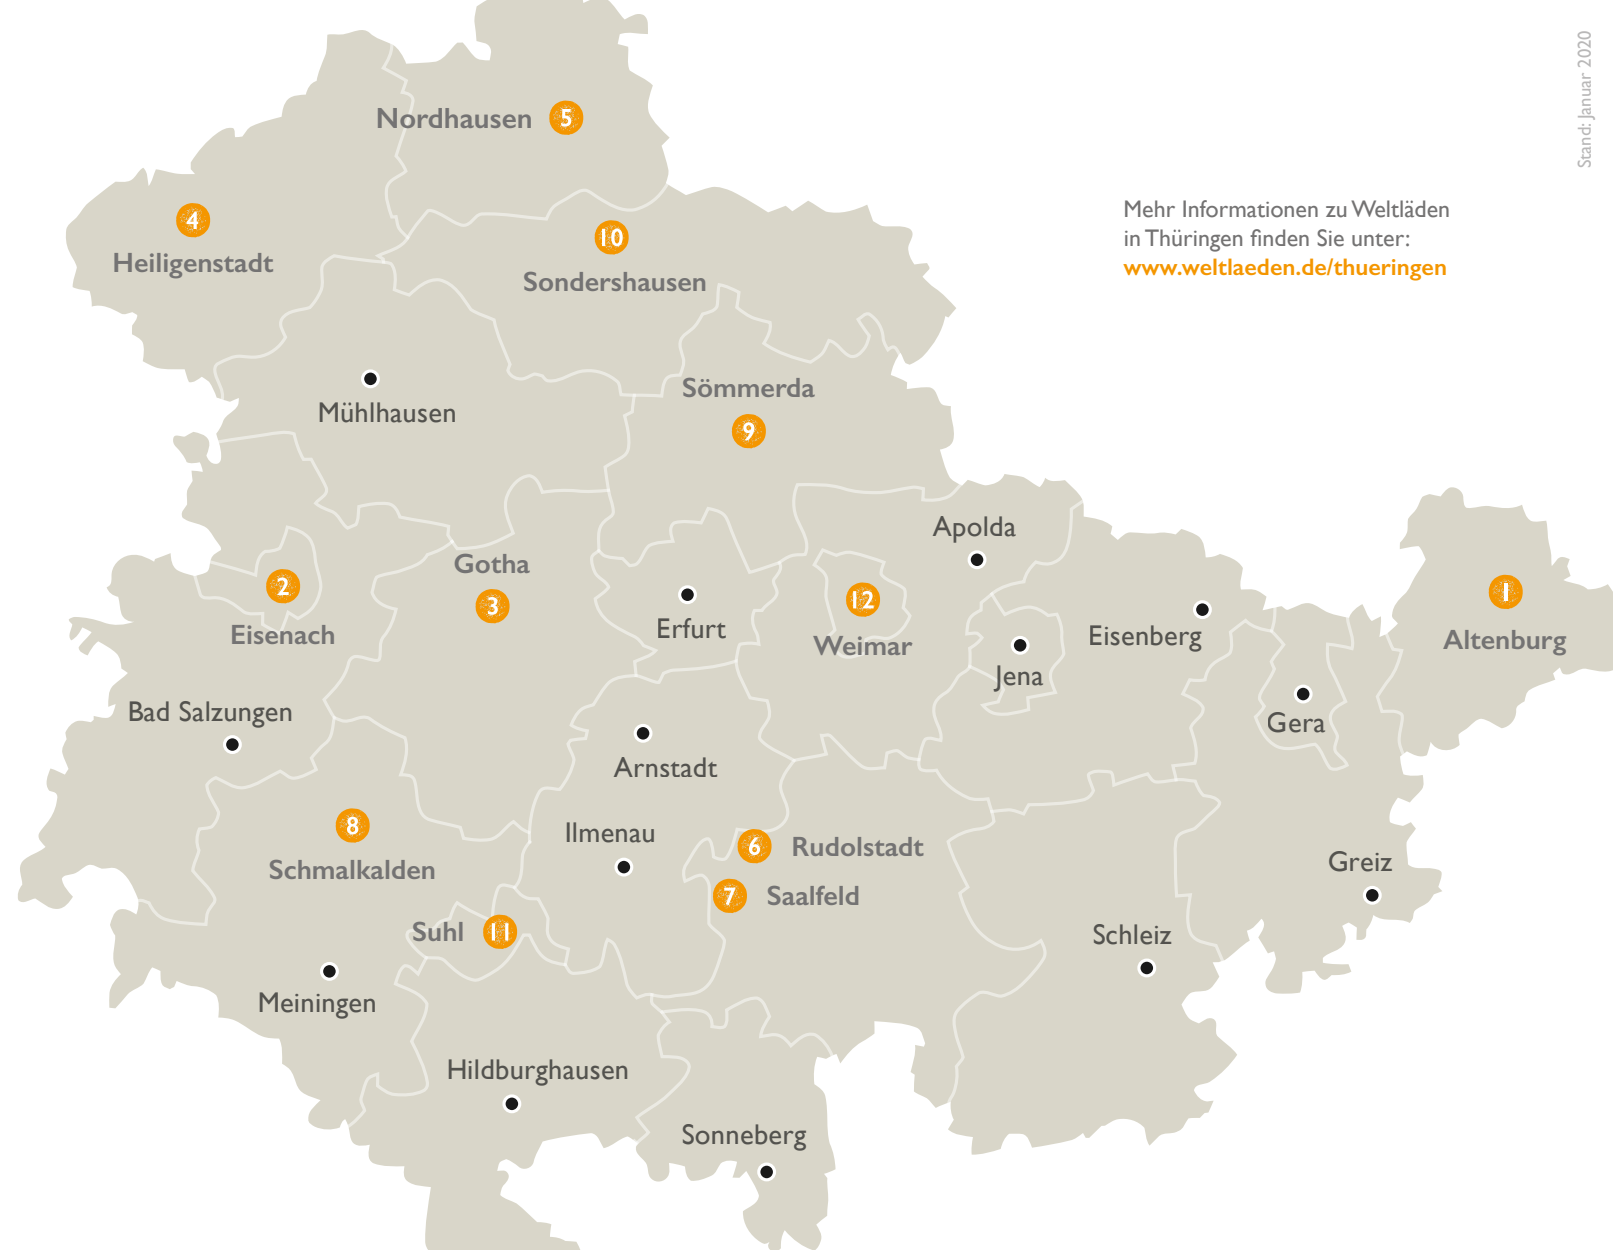 Stand: Januar 2020
Nordhausen 5
4
Heiligenstadt
10
Sondershausen
Mehr Informationen zu Weltläden
in Thüringen finden Sie unter:
www.weltlaeden.de/thueringen
Mühlhausen
Sömmerda
9
Apolda
Gotha
3
2
Eisenach
Erfurt
12
Weimar
Jena
Eisenberg
1
Altenburg
Bad Salzungen
Gera
Arnstadt
8
Schmalkalden
Ilmenau
6 Rudolstadt
7 Saalfeld
Greiz
Suhl 11
Schleiz
Meiningen
Hildburghausen
Sonneberg